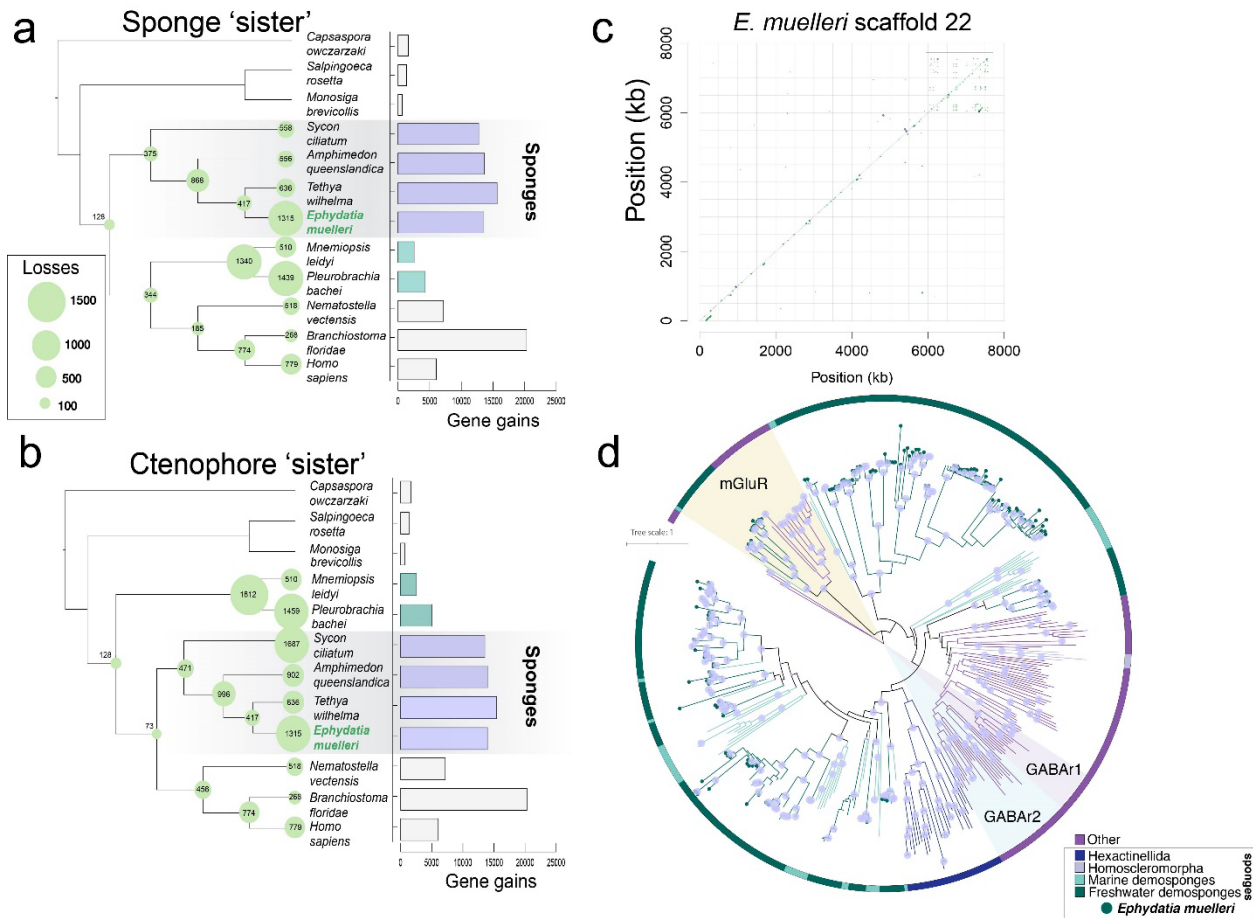 a
Sponge ‘sister’
Capsaspora
owczarzaki
Salpingoeca
rosetta
Monosiga
brevicollis
Sycon
ciliatum
Amphimedon
queenslandica
Tethya
wilhelma
Ephydatia
muelleri
Mnemiopsis
leidyi
Pleurobrachia
bachei
Nematostella
vectensis
Branchiostoma
floridae
Homo
sapiens
558
375
556
868
636
417
1315
128
510
1340
1439
344
518
185
268
774
779
Losses
1500
1000
500
100
Sponges
0 5000 10000 15000 20000 25000
Gene gains
b
Ctenophore ‘sister’
Capsaspora
owczarzaki
Salpingoeca
rosetta
Monosiga
brevicollis
Mnemiopsis
leidyi
Pleurobrachia
bachei
Sycon
ciliatum
Amphimedon
queenslandica
Tethya
wilhelma
Ephydatia
muelleri
Nematostella
vectensis
Branchiostoma
floridae
Homo
sapiens
510
1512
1459
128
1687
471
902
996
636
417
1315
73
518
456
268
774
779
Sponges
0 5000 10000 15000 20000 25000
Gene gains
c
E. muelleri scaffold 22
Position (kb)
8000
6000
4000
2000
0
0 2000 4000 6000 8000
Position (kb)
d
mGluR
Tree scale: 1
GABAr1
GABAr2
Other
Hexactinellida
Homoscleromorpha
Marine demosponges
Freshwater demosponges
Ephydatia muelleri
sponges